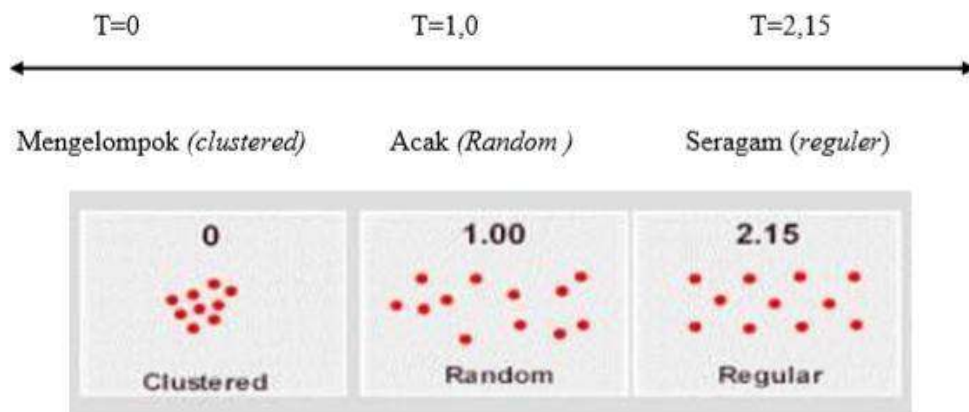 T=0 T=1,0 T=2,15
Mengelompok (clustered) Acak (Random ) Seragam (reguler)
0 1.00 2.15
Clustered Random Regular